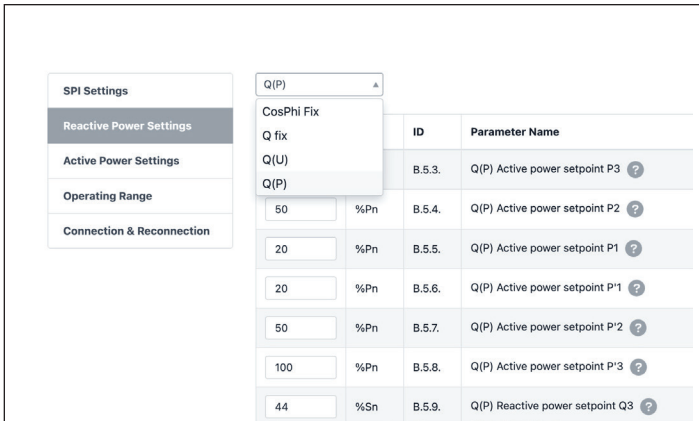 SPI Settings
Reactive Power Settings
Active Power Settings
Operating Range
Connection & Reconnection
Q(P)
CosPhi Fix
Q fix
Q(U)
Q(P)
ID Parameter Name
B.5.3. Q(P) Active power setpoint P3 ?
50 %Pn B.5.4. Q(P) Active power setpoint P2 ?
20 %Pn B.5.5. Q(P) Active power setpoint P1 ?
20 %Pn B.5.6. Q(P) Active power setpoint P'1 ?
50 %Pn B.5.7. Q(P) Active power setpoint P'2 ?
100 %Pn B.5.8. Q(P) Active power setpoint P'3 ?
44 %Sn B.5.9. Q(P) Reactive power setpoint Q3 ?